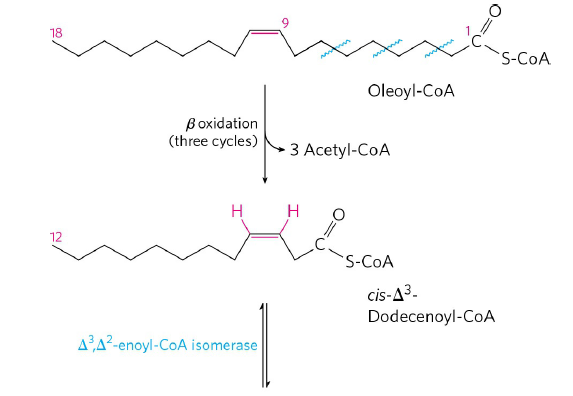 18
9
1
O
C
S-CoA
Oleoyl-CoA
β oxidation
(three cycles)
3 Acetyl-CoA
H H
O
12
C
S-CoA
cis-Δ³-
Dodecenoyl-CoA
Δ³,Δ²-enoyl-CoA isomerase